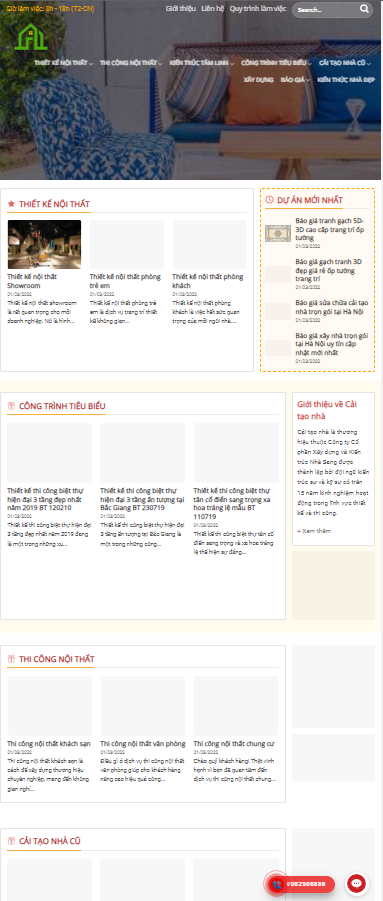 Giờ làm việc: 8h - 18h (T2-CN)
Giới thiệu Liên hệ Quy trình làm việc
Search...
THIẾT KẾ NỘI THẤT THI CÔNG NỘI THẤT KIẾN TRÚC TÂM LINH CÔNG TRÌNH TIÊU BIỂU CẢI TẠO NHÀ CŨ
XÂY DỰNG BÁO GIÁ KIẾN THỨC NHÀ ĐẸP
THIẾT KẾ NỘI THẤT
Thiết kế nội thất
Showroom
01/03/2022
Thiết kế nội thất showroom
là rất quan trọng cho mỗi
doanh nghiệp. Nó là hình...
Thiết kế nội thất phòng
trẻ em
01/03/2022
Thiết kế nội thất phòng trẻ
em là dịch vụ trang trí thiết
kế không gian...
Thiết kế nội thất phòng
khách
01/03/2022
Thiết kế nội thất phòng
khách là việc hết sức quan
trọng của mỗi ngôi nhà....
DỰ ÁN MỚI NHẤT
Báo giá tranh gạch 5D-
3D cao cấp trang trí ốp
tường
01/03/2022
Báo giá gạch tranh 3D
đẹp giá rẻ ốp tường
trang trí
01/03/2022
Báo giá sửa chữa cải tạo
nhà trọn gói tại Hà Nội
01/03/2022
Báo giá xây nhà trọn gói
tại Hà Nội uy tín cập
nhật mới nhất
01/03/2022
CÔNG TRÌNH TIÊU BIỂU
Thiết kế thi công biệt thự
hiện đại 3 tầng đẹp nhất
năm 2019 BT 120210
01/03/2022
Thiết kế thi công biệt thự hiện đại
3 tầng đẹp nhất năm 2019 đang
là một trong những xu...
Thiết kế thi công biệt thự
hiện đại 3 tầng ấn tượng tại
Bắc Giang BT 230719
01/03/2022
Thiết kế thi công biệt thự hiện đại
3 tầng ấn tượng tại Bắc Giang là
một trong những công...
Thiết kế thi công biệt thự
tân cổ điển sang trọng xa
hoa tráng lệ mẫu BT
110719
01/03/2022
Thiết kế thi công biệt thự tân cổ
điển sang trọng và xa hoa tráng
lệ thể hiện sự đẳng...
Giới thiệu về Cải
tạo nhà
Cải tạo nhà là thương
hiệu thuộc Công ty Cổ
phần Xây dựng và Kiến
trúc Nhà Song được
thành lập bởi đội ngũ kiến
trúc sư và kỹ sư có trên
15 năm kinh nghiệm hoạt
động trong lĩnh vực thiết
kế và thi công.
+ Xem thêm
THI CÔNG NỘI THẤT
Thi công nội thất khách sạn
01/03/2022
Thi công nội thất khách sạn là
cách để xây dựng thương hiệu
chuyên nghiệp, mang đến không
gian nghỉ...
Thi công nội thất văn phòng
01/03/2022
Điều gì ở dịch vụ thi công nội thất
văn phòng giúp cho khách hàng
nâng cao hiệu quả công...
Thi công nội thất chung cư
01/03/2022
Chào quý khách hàng! Thật vinh
hạnh vì bạn đã quan tâm đến
dịch vụ thi công nội thất chung...
CẢI TẠO NHÀ CŨ
0982986888